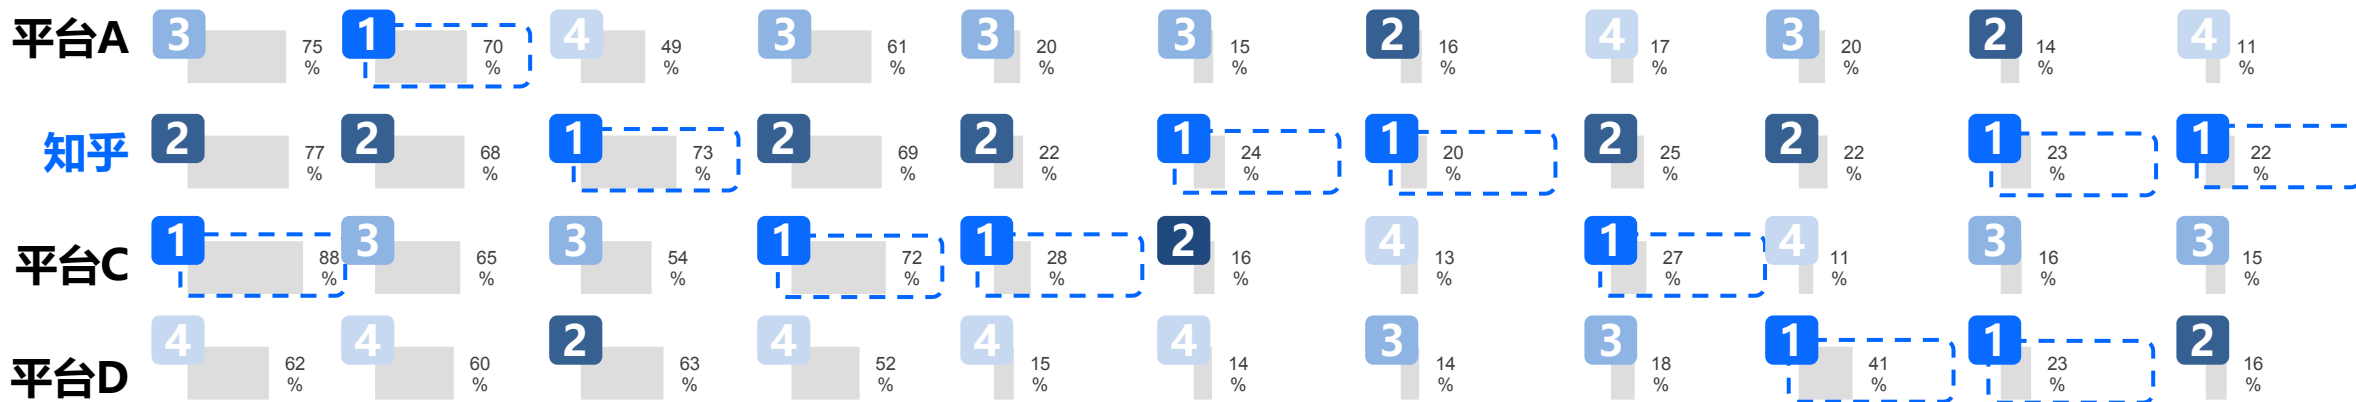 平台A 3 75% 1 70% 4 49% 3 61% 3 20% 3 15% 2 16% 4 17% 3 20% 2 14% 4 11%
知乎 2 77% 2 68% 1 73% 2 69% 2 22% 1 24% 1 20% 2 25% 2 22% 1 23% 1 22%
平台C 1 88% 3 65% 3 54% 1 72% 1 28% 2 16% 4 13% 1 27% 4 11% 3 16% 3 15%
平台D 4 62% 4 60% 2 63% 4 52% 4 15% 4 14% 3 14% 3 18% 1 41% 1 23% 2 16%